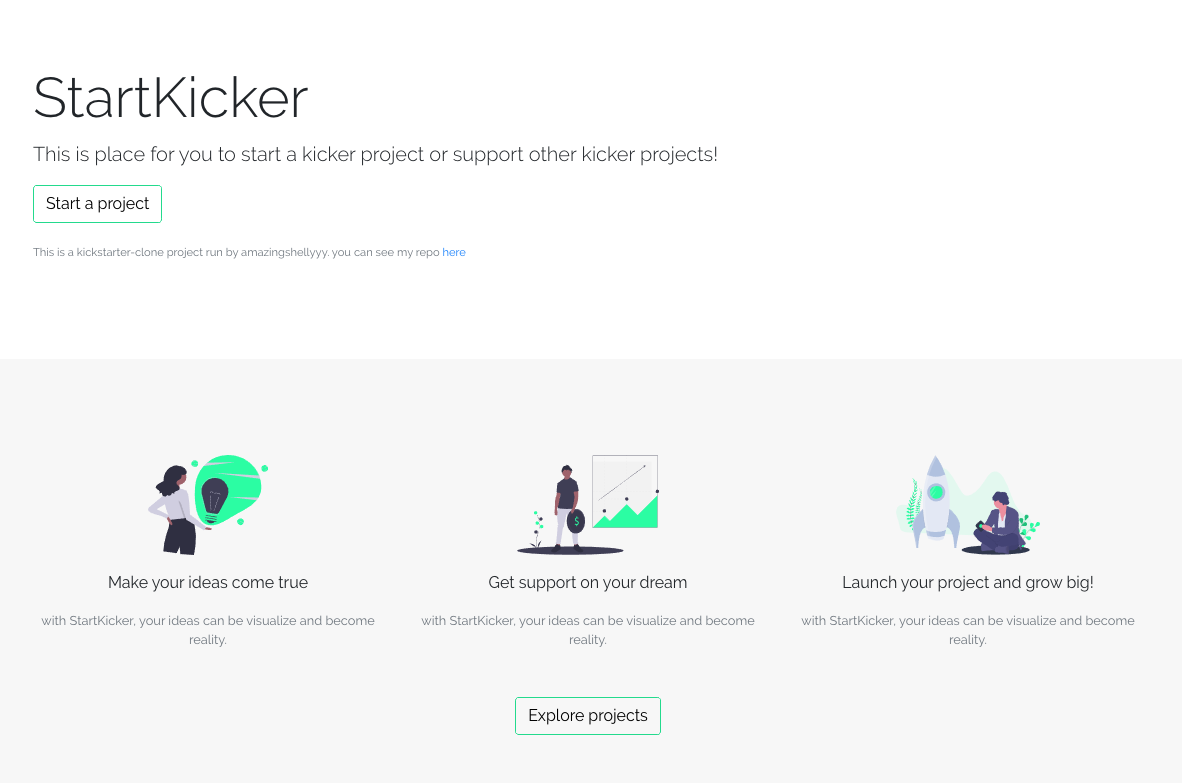 StartKicker
This is place for you to start a kicker project or support other kicker projects!
Start a project
This is a kickstarter-clone project run by amazingshellyyy. you can see my repo here
$
Make your ideas come true
with StartKicker, your ideas can be visualize and become
reality.
Get support on your dream
with StartKicker, your ideas can be visualize and become
reality.
Launch your project and grow big!
with StartKicker, your ideas can be visualize and become
reality.
Explore projects